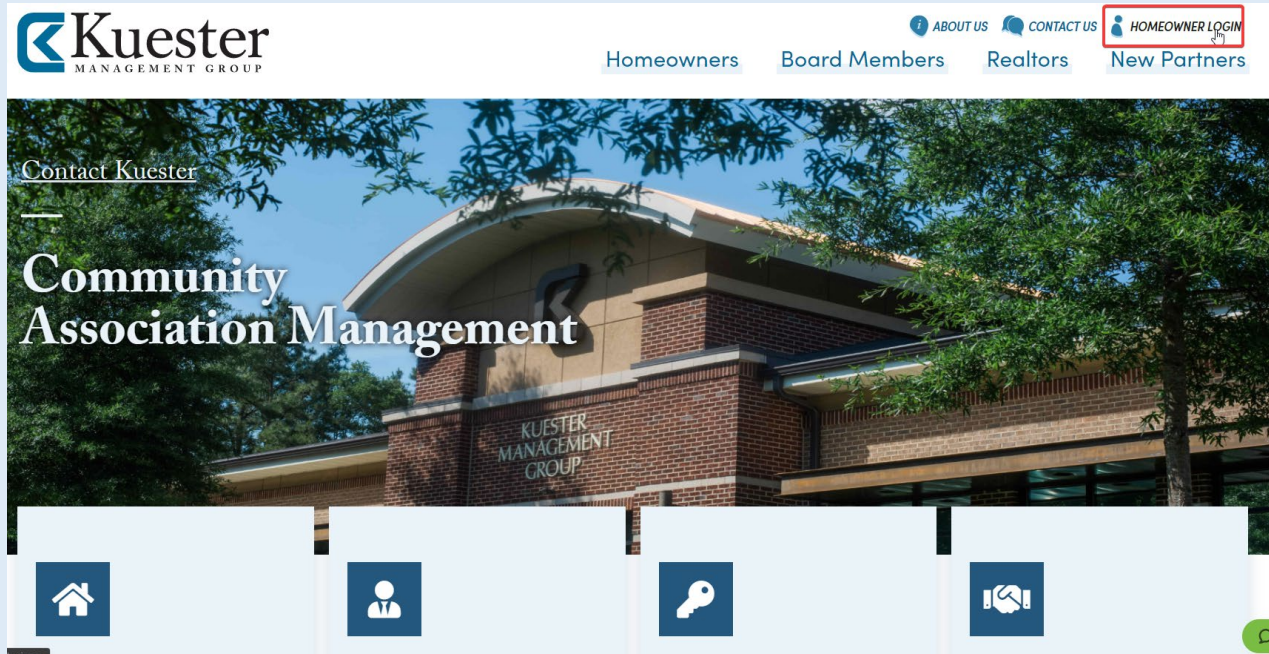 Kuester
MANAGEMENT GROUP
ABOUT US CONTACT US HOMEOWNER LOGIN
Homeowners Board Members Realtors New Partners
Contact Kuester
Community
Association Management
KUESTER
MANAGEMENT
GROUP